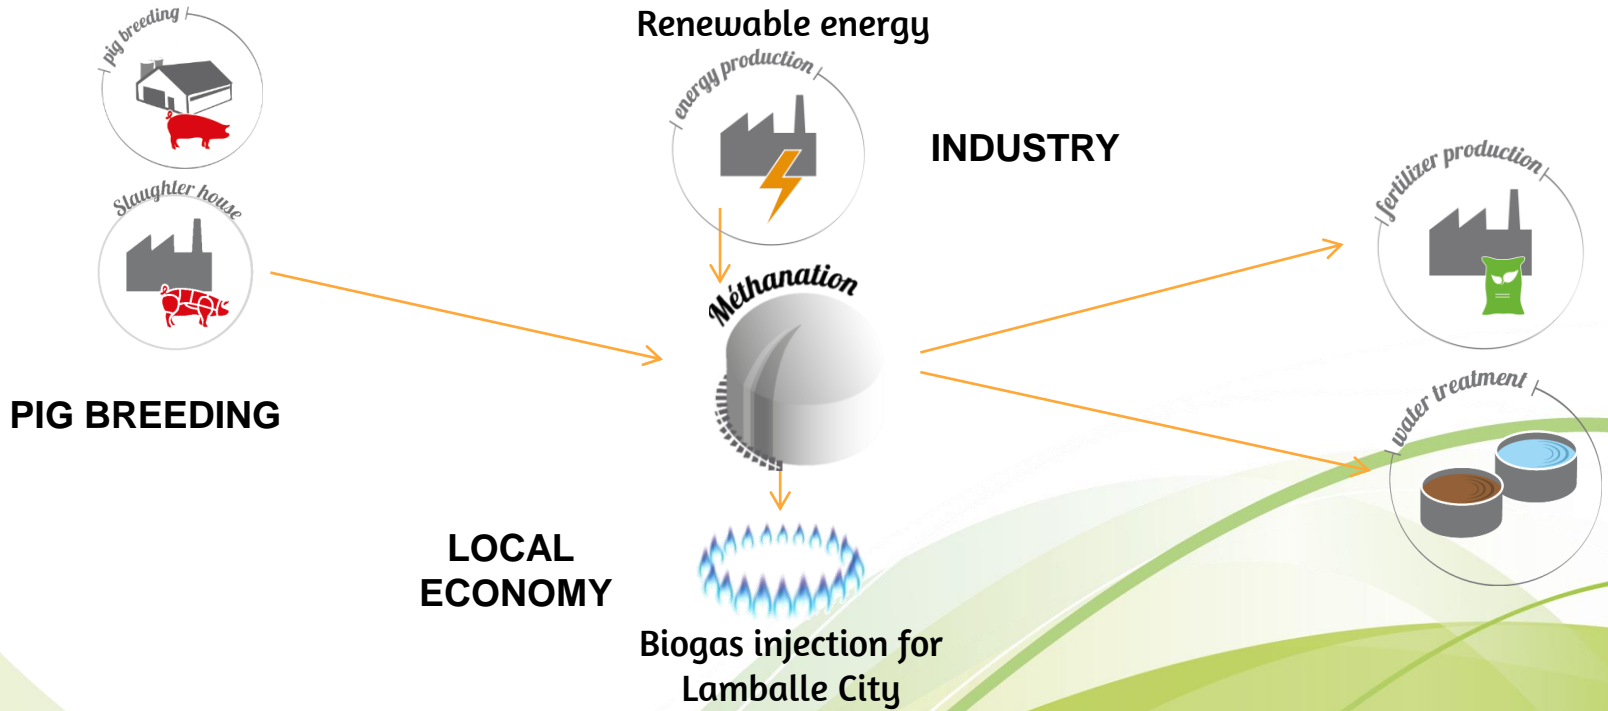 pig breeding
Slaughter house
PIG BREEDING
Renewable energy
energy production
INDUSTRY
Méthanation
LOCAL
ECONOMY
Biogas injection for
Lamballe City
fertilizer production
water treatment